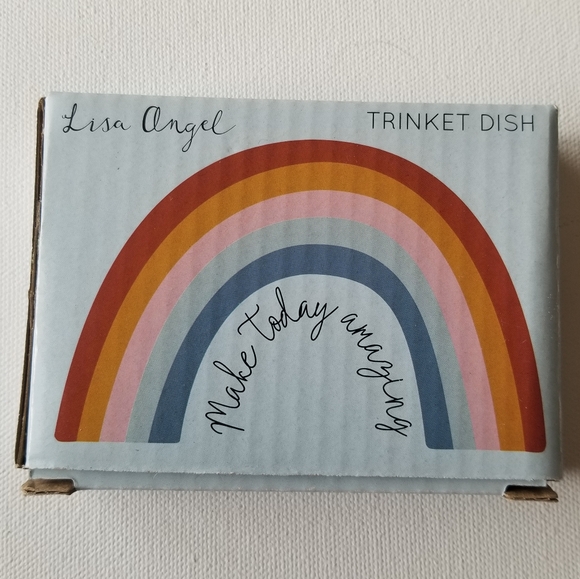 Lisa Angel
TRINKET DISH
Make today amazing